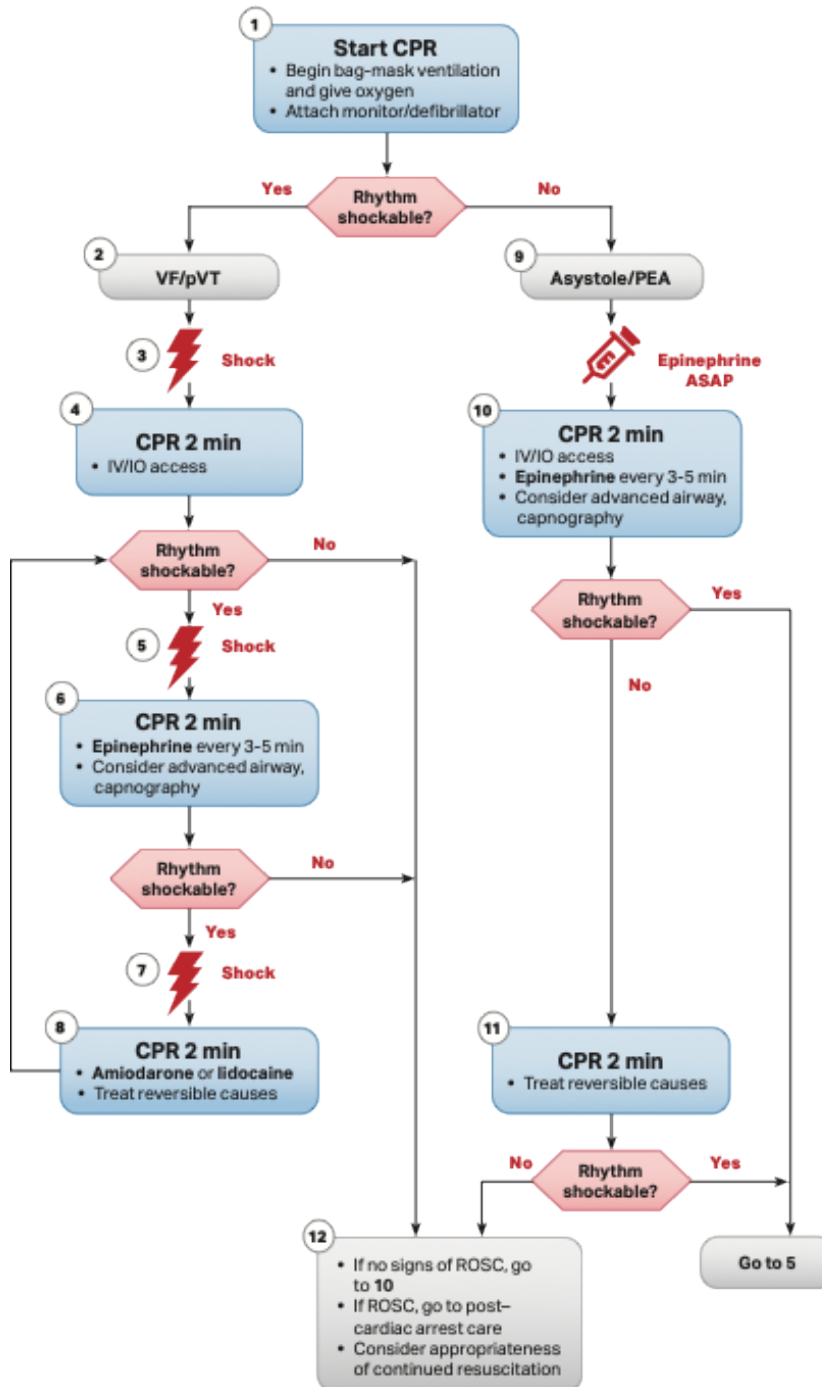 1
Start CPR
• Begin bag-mask ventilation
and give oxygen
• Attach monitor/defibrillator
Yes
Rhythm
shockable?
No
2
VF/pVT
9
Asystole/PEA
3
Shock
Epinephrine
ASAP
4
CPR 2 min
• IV/IO access
10
CPR 2 min
• IV/IO access
• Epinephrine every 3-5 min
• Consider advanced airway,
capnography
Rhythm
shockable?
No
Yes
Rhythm
shockable?
Yes
No
5
Shock
6
CPR 2 min
• Epinephrine every 3-5 min
• Consider advanced airway,
capnography
Rhythm
shockable?
No
Yes
7
Shock
8
CPR 2 min
• Amiodarone or lidocaine
• Treat reversible causes
11
CPR 2 min
• Treat reversible causes
No
Rhythm
shockable?
Yes
12
• If no signs of ROSC, go
to 10
• If ROSC, go to post–
cardiac arrest care
• Consider appropriateness
of continued resuscitation
Go to 5